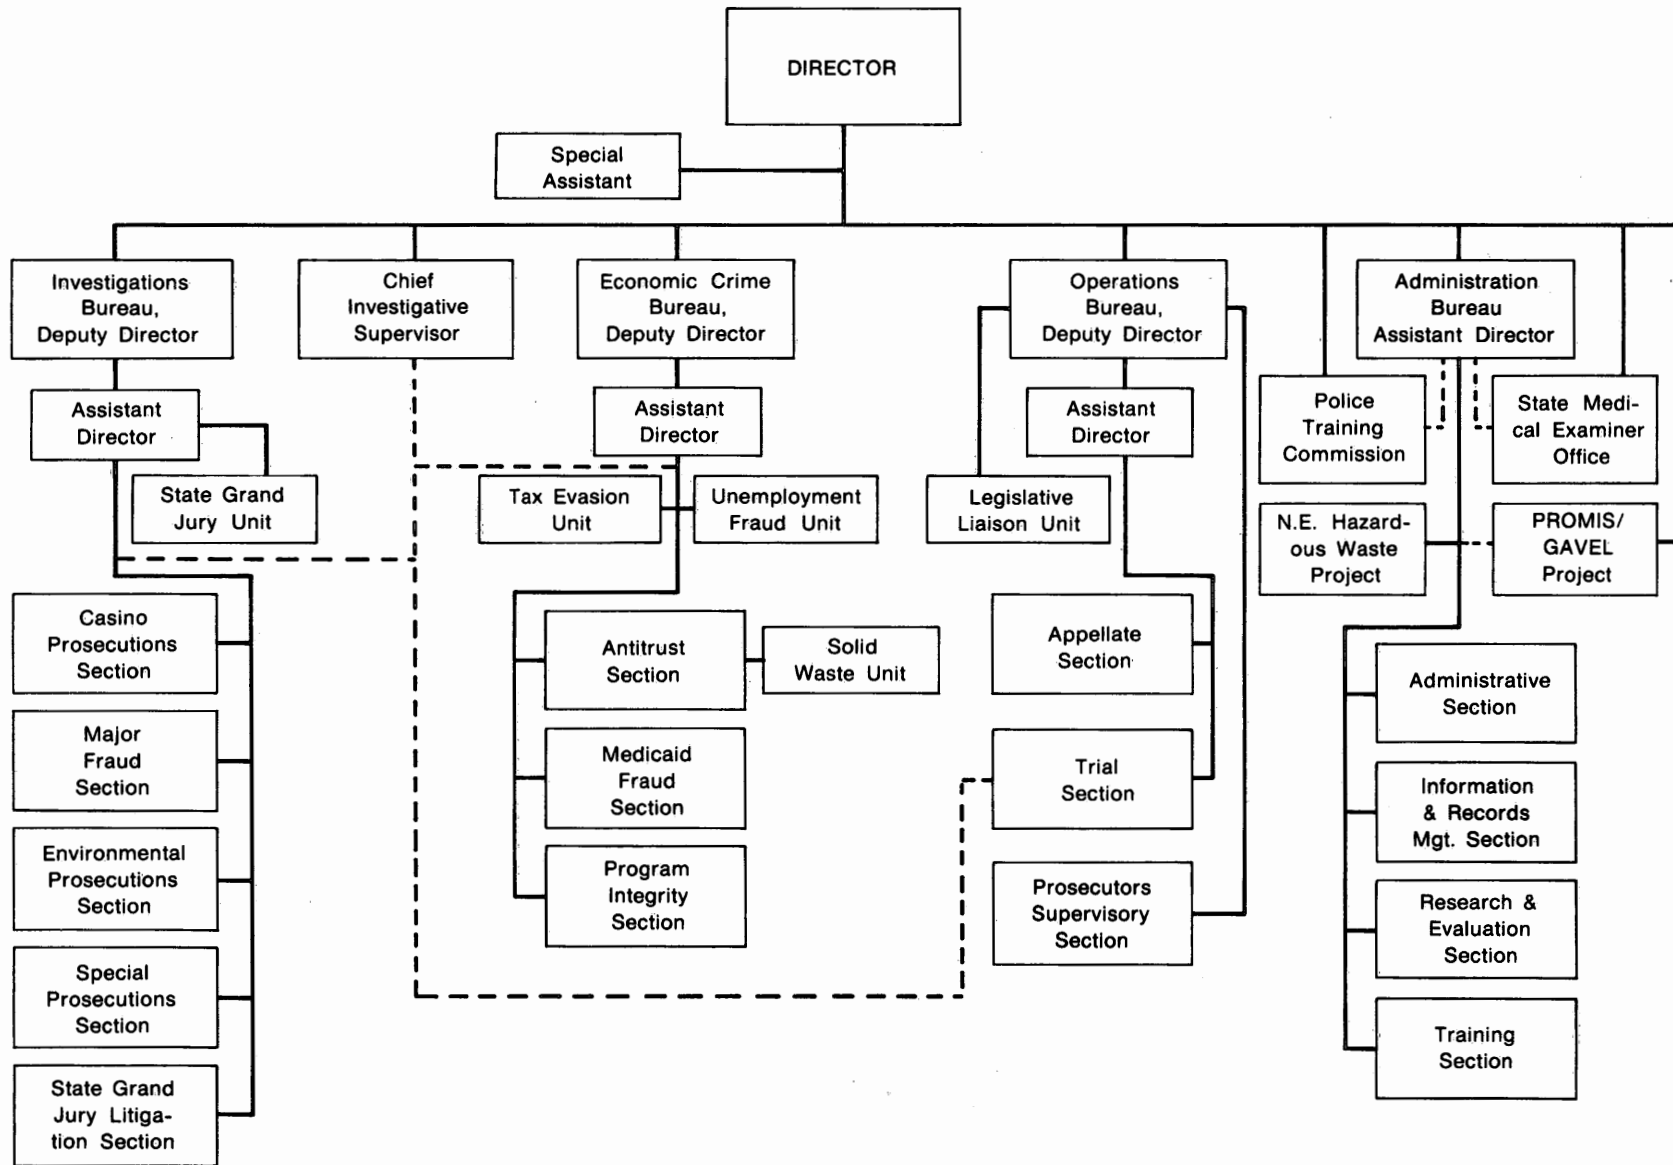 DIRECTOR
Special
Assistant
Investigations
Bureau,
Deputy Director
Chief
Investigative
Supervisor
Economic Crime
Bureau,
Deputy Director
Operations
Bureau,
Deputy Director
Administration
Bureau
Assistant Director
Assistant
Director
Assistant
Director
Assistant
Director
Police
Training
Commission
State Medi-
cal Examiner
Office
State Grand
Jury Unit
Tax Evasion
Unit
Unemployment
Fraud Unit
Legislative
Liaison Unit
N.E. Hazard-
ous Waste
Project
PROMIS/
GAVEL
Project
Casino
Prosecutions
Section
Major
Fraud
Section
Environmental
Prosecutions
Section
Special
Prosecutions
Section
State Grand
Jury Litiga-
tion Section
Antitrust
Section
Solid
Waste Unit
Medicaid
Fraud
Section
Program
Integrity
Section
Appellate
Section
Trial
Section
Prosecutors
Supervisory
Section
Administrative
Section
Information
& Records
Mgt. Section
Research &
Evaluation
Section
Training
Section